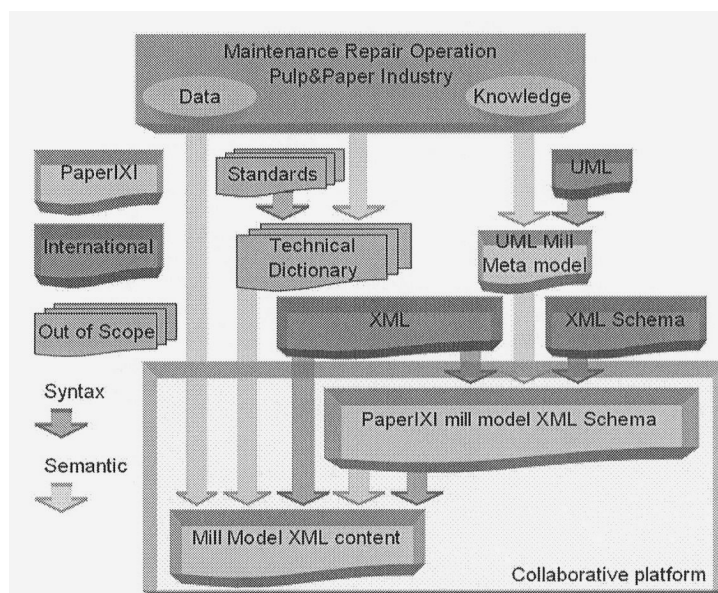 Maintenance Repair Operation
Pulp&Paper Industry
Data
Knowledge
PaperIXI
Standards
UML
International
Technical
Dictionary
UML Mill
Meta model
Out of Scope
XML
XML Schema
Syntax
PaperIXI mill model XML Schema
Semantic
Mill Model XML content
Collaborative platform